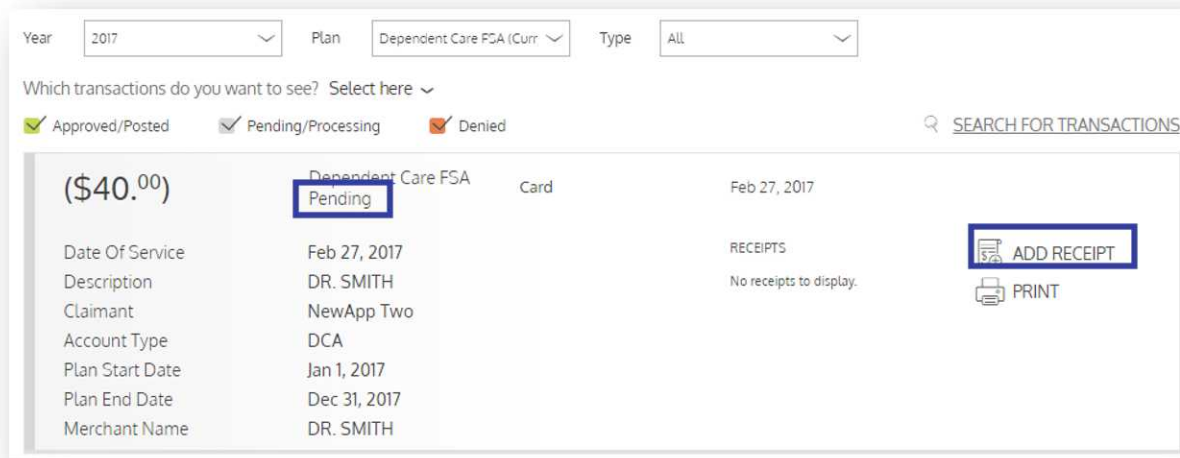 Year 2017 Plan Dependent Care FSA (Curr Type All
Which transactions do you want to see? Select here
Approved/Posted Pending/Processing Denied SEARCH FOR TRANSACTIONS
($40.00) Dependent Care FSA Card Feb 27, 2017
Pending
Date Of Service Feb 27, 2017 RECEIPTS ADD RECEIPT
Description DR. SMITH No receipts to display. PRINT
Claimant NewApp Two
Account Type DCA
Plan Start Date Jan 1, 2017
Plan End Date Dec 31, 2017
Merchant Name DR. SMITH